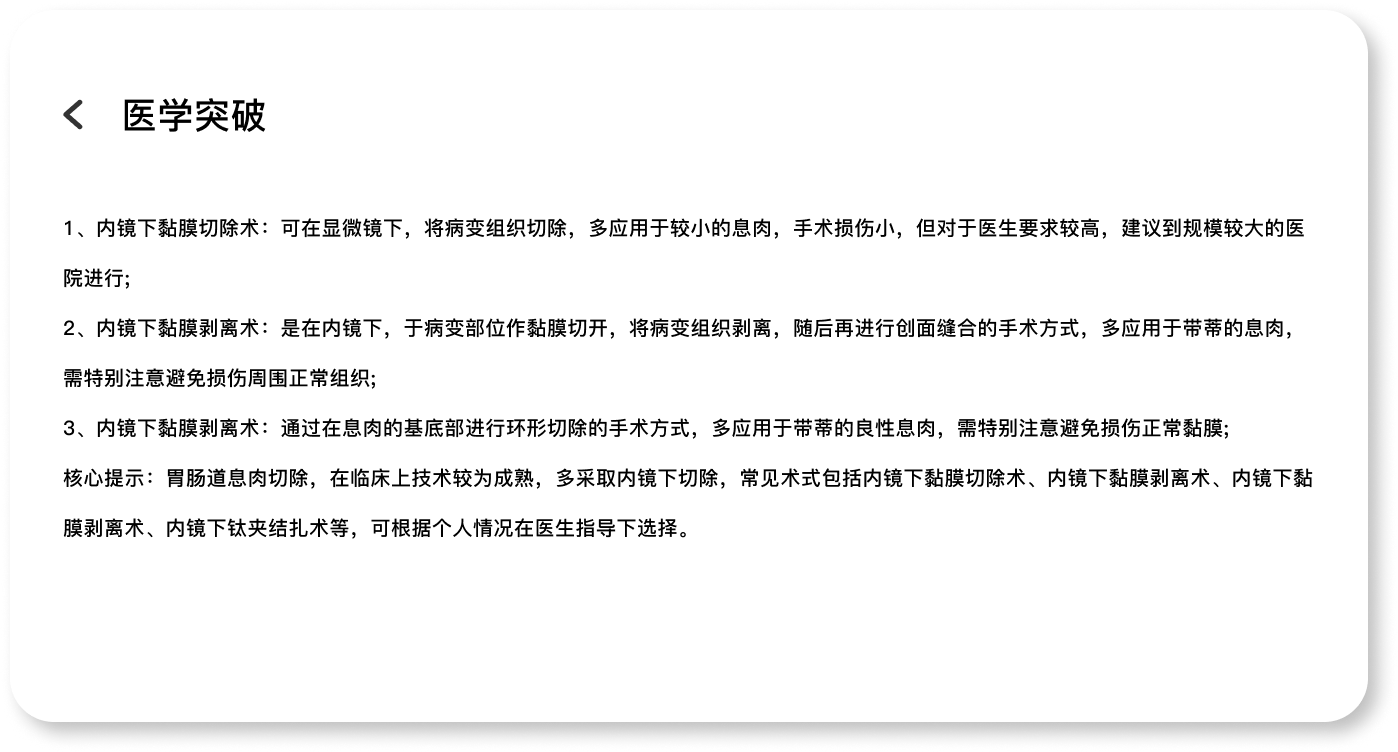 医学突破
1、内镜下黏膜切除术：可在显微镜下，将病变组织切除，多应用于较小的息肉，手术损伤小，但对于医生要求较高，建议到规模较大的医
院进行;
2、内镜下黏膜剥离术：是在内镜下，于病变部位作黏膜切开，将病变组织剥离，随后再进行创面缝合的手术方式，多应用于带蒂的息肉，
需特别注意避免损伤周围正常组织;
3、内镜下黏膜剥离术：通过在息肉的基底部进行环形切除的手术方式，多应用于带蒂的良性息肉，需特别注意避免损伤正常黏膜;
核心提示：胃肠道息肉切除，在临床上技术较为成熟，多采取内镜下切除，常见术式包括内镜下黏膜切除术、内镜下黏膜剥离术、内镜下黏
膜剥离术、内镜下钛夹结扎术等，可根据个人情况在医生指导下选择。